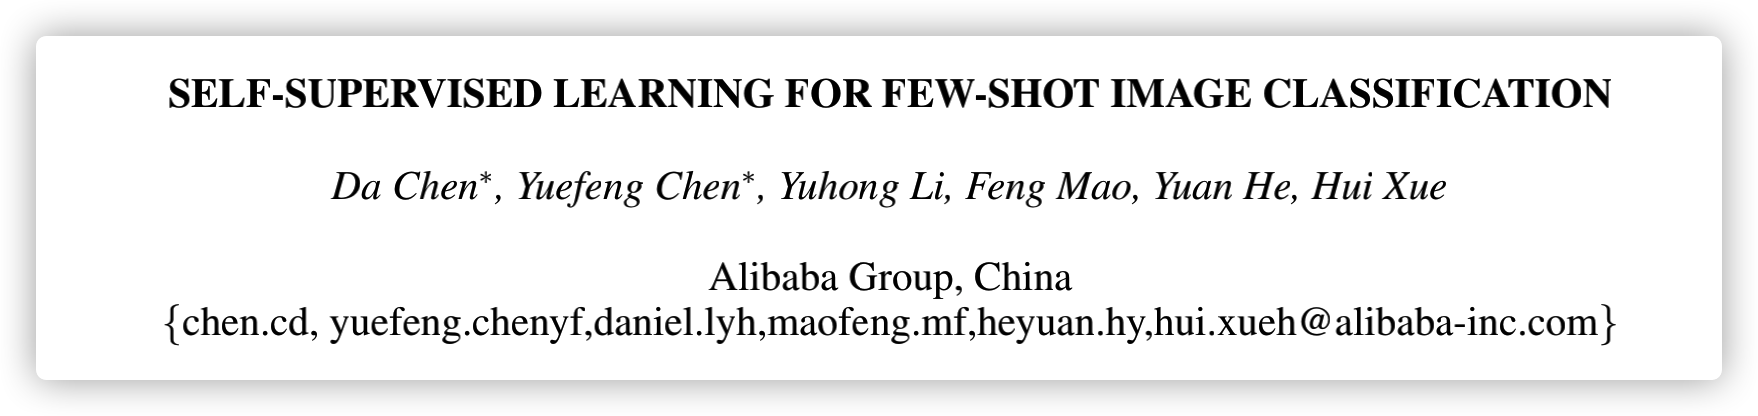 SELF-SUPERVISED LEARNING FOR FEW-SHOT IMAGE CLASSIFICATION
Da Chen*, Yuefeng Chen*, Yuhong Li, Feng Mao, Yuan He, Hui Xue
Alibaba Group, China
{chen.cd, yuefeng.chenyf,daniel.lyh,maofeng.mf,heyuan.hy,hui.xueh@alibaba-inc.com}